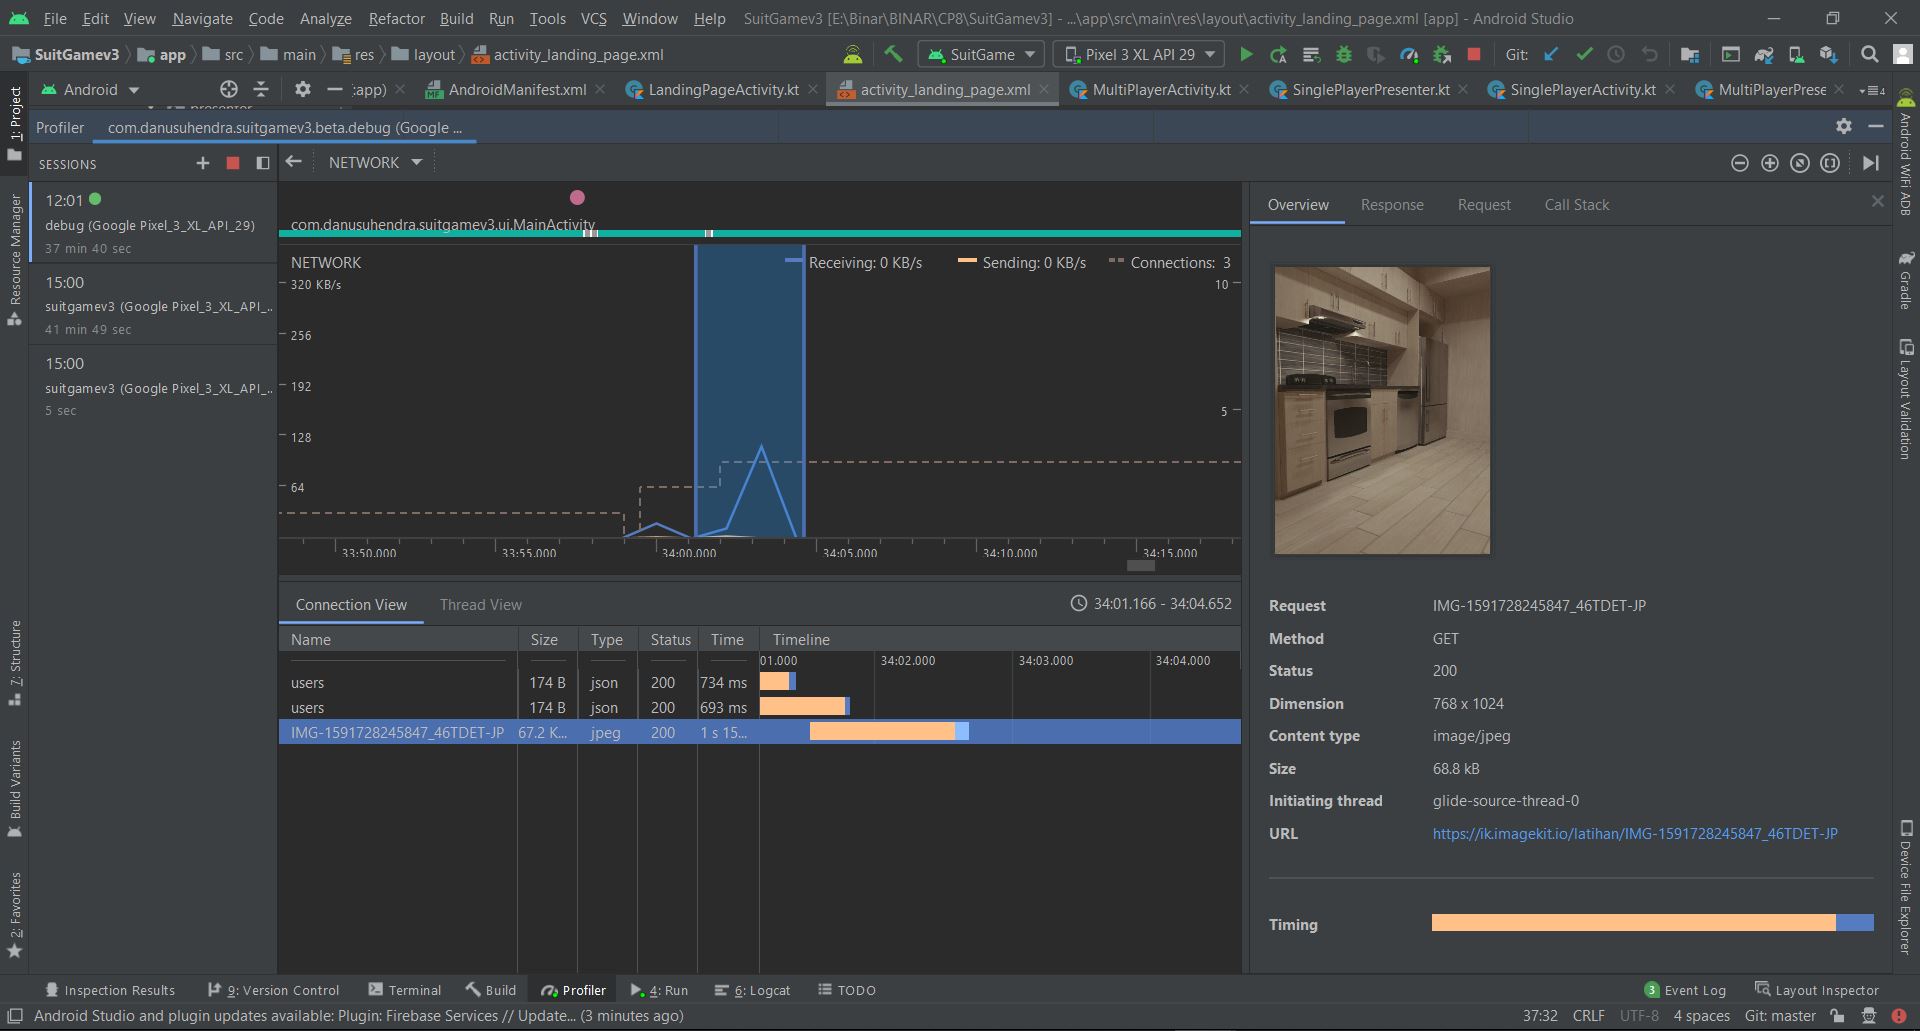 File Edit View Navigate Code Analyze Refactor Build Run Tools VCS Window Help SuitGamev3 [E:\Binar\BINAR\CP8\SuitGamev3] - ...\app\src\main\res\layout\activity_landing_page.xml [app] - Android Studio
SuitGamev3 app src main res layout activity_landing_page.xml SuitGame Pixel 3 XL API 29 Git:
Android :app) AndroidManifest.xml LandingPageActivity.kt activity_landing_page.xml MultiPlayerActivity.kt SinglePlayerPresenter.kt SinglePlayerActivity.kt MultiPlayerPrese 4
presenter
Profiler com.danusuhendra.suitgamev3.beta.debug (Google ...
SESSIONS NETWORK
12:01
debug (Google Pixel_3_XL_API_29)
37 min 40 sec
15:00
suitgamev3 (Google Pixel_3_XL_API_..
41 min 49 sec
15:00
suitgamev3 (Google Pixel_3_XL_API_..
5 sec
com.danusuhendra.suitgamev3.ui.MainActivity
NETWORK Receiving: 0 KB/s Sending: 0 KB/s Connections: 3
320 KB/s 10
256
192
5
128
64
33:50.000 33:55.000 34:00.000 34:05.000 34:10.000 34:15.000
Connection View Thread View 34:01.166 - 34:04.652
Name Size Type Status Time Timeline
01.000 34:02.000 34:03.000 34:04.000
users 174 B json 200 734 ms
users 174 B json 200 693 ms
IMG-1591728245847_46TDET-JP 67.2 K... jpeg 200 1 s 15...
Overview Response Request Call Stack
Request IMG-1591728245847_46TDET-JP
Method GET
Status 200
Dimension 768 x 1024
Content type image/jpeg
Size 68.8 kB
Initiating thread glide-source-thread-0
URL https://ik.imagekit.io/latihan/IMG-1591728245847_46TDET-JP
Timing
1: Project
Resource Manager
7: Structure
Build Variants
2: Favorites
Android WiFi ADB
Gradle
Layout Validation
Device File Explorer
Inspection Results 9: Version Control Terminal Build Profiler 4: Run 6: Logcat TODO 3 Event Log Layout Inspector
Android Studio and plugin updates available: Plugin: Firebase Services // Update... (3 minutes ago) 37:32 CRLF UTF-8 4 spaces Git: master